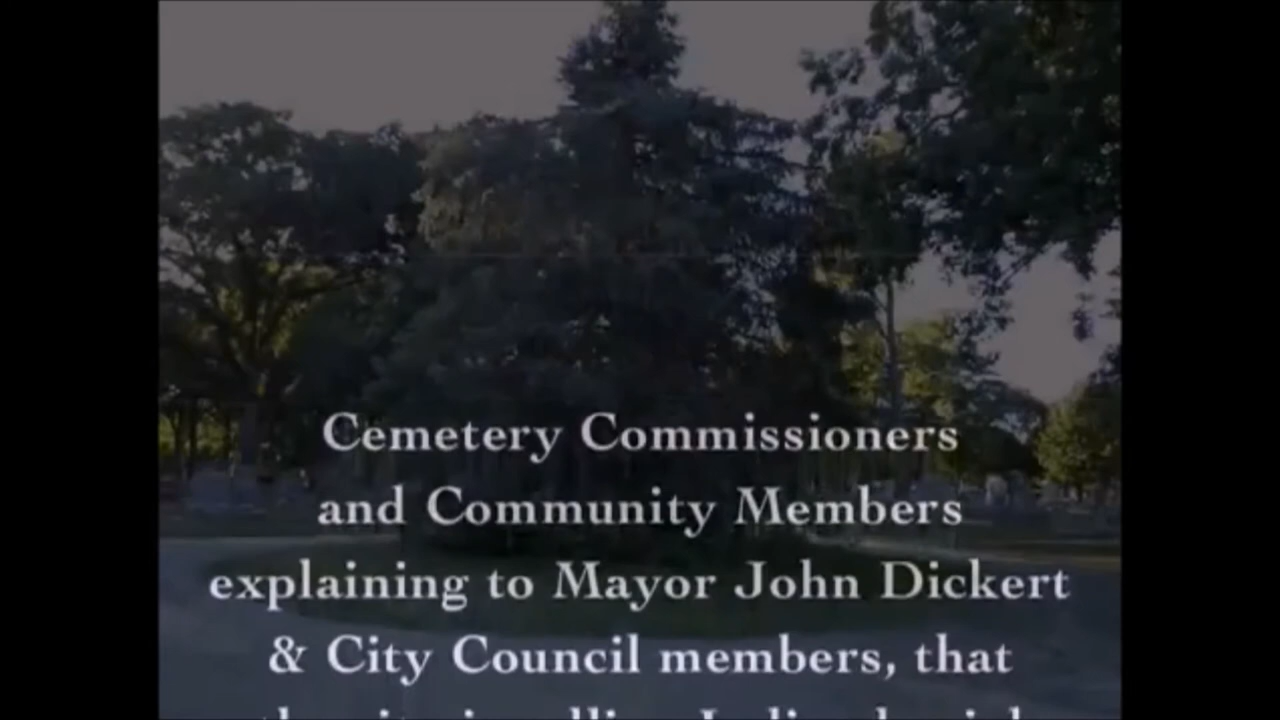 Cemetery Commissioners
and Community Members
explaining to Mayor John Dickert
& City Council members, that